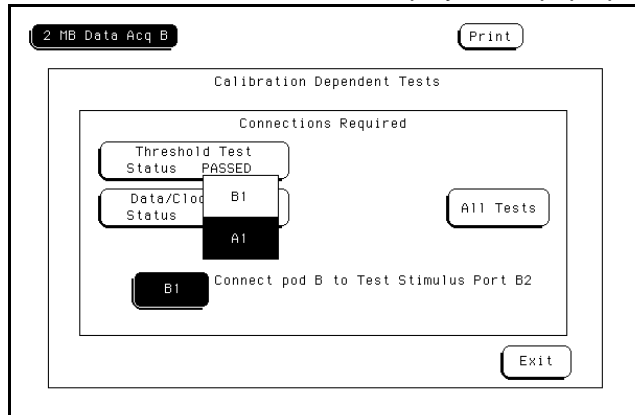 2 MB Data Acq B
Print
Calibration Dependent Tests
Connections Required
Threshold Test
Status PASSED
Data/Cloc
Status
B1
A1
All Tests
B1
Connect pod B to Test Stimulus Port B2
Exit